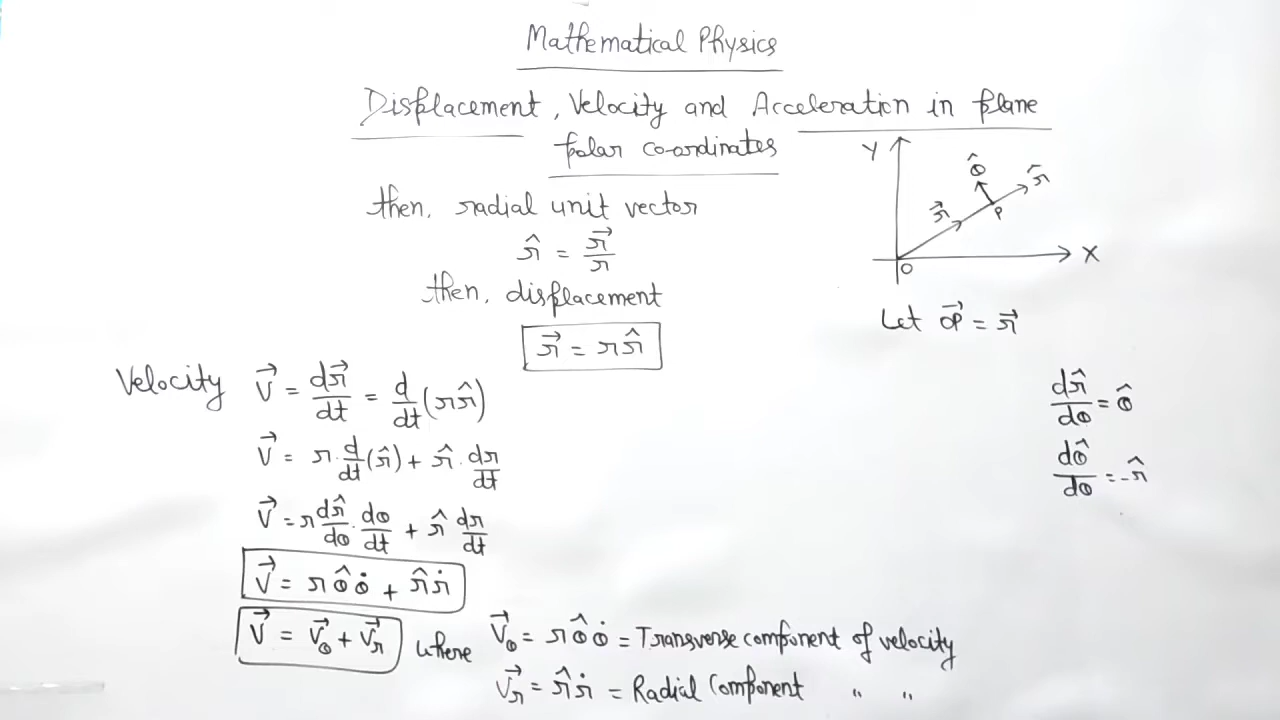 Mathematical Physics
Displacement, Velocity and Acceleration in plane
polar co-ordinates
Y
θ̂
r̂
r⃗
P
O
X
then, radial unit vector
r̂ = r⃗/r
then, displacement
Let OP⃗ = r⃗
r⃗ = r r̂
Velocity V⃗ = dr⃗/dt = d/dt (r r̂)
dr̂/dθ = θ̂
V⃗ = r · d/dt (r̂) + r̂ · dr/dt
dθ̂/dθ = -r̂
V⃗ = r dr̂/dθ · dθ/dt + r̂ dr/dt
V⃗ = r θ̂ θ̇ + r̂ ṙ
V⃗ = V⃗θ + V⃗r where V⃗θ = r θ̂ θ̇ = Transverse component of velocity
V⃗r = r̂ ṙ = Radial Component " "